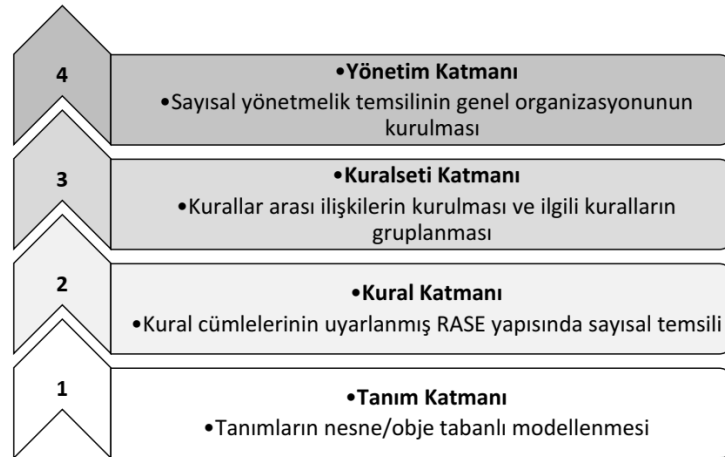 4
•Yönetim Katmanı
•Sayısal yönetmelik temsilinin genel organizasyonunun
kurulması
3
•Kuralseti Katmanı
•Kurallar arası ilişkilerin kurulması ve ilgili kuralların
gruplanması
2
•Kural Katmanı
•Kural cümlelerinin uyarlanmış RASE yapısında sayısal temsili
1
•Tanım Katmanı
•Tanımların nesne/obje tabanlı modellenmesi